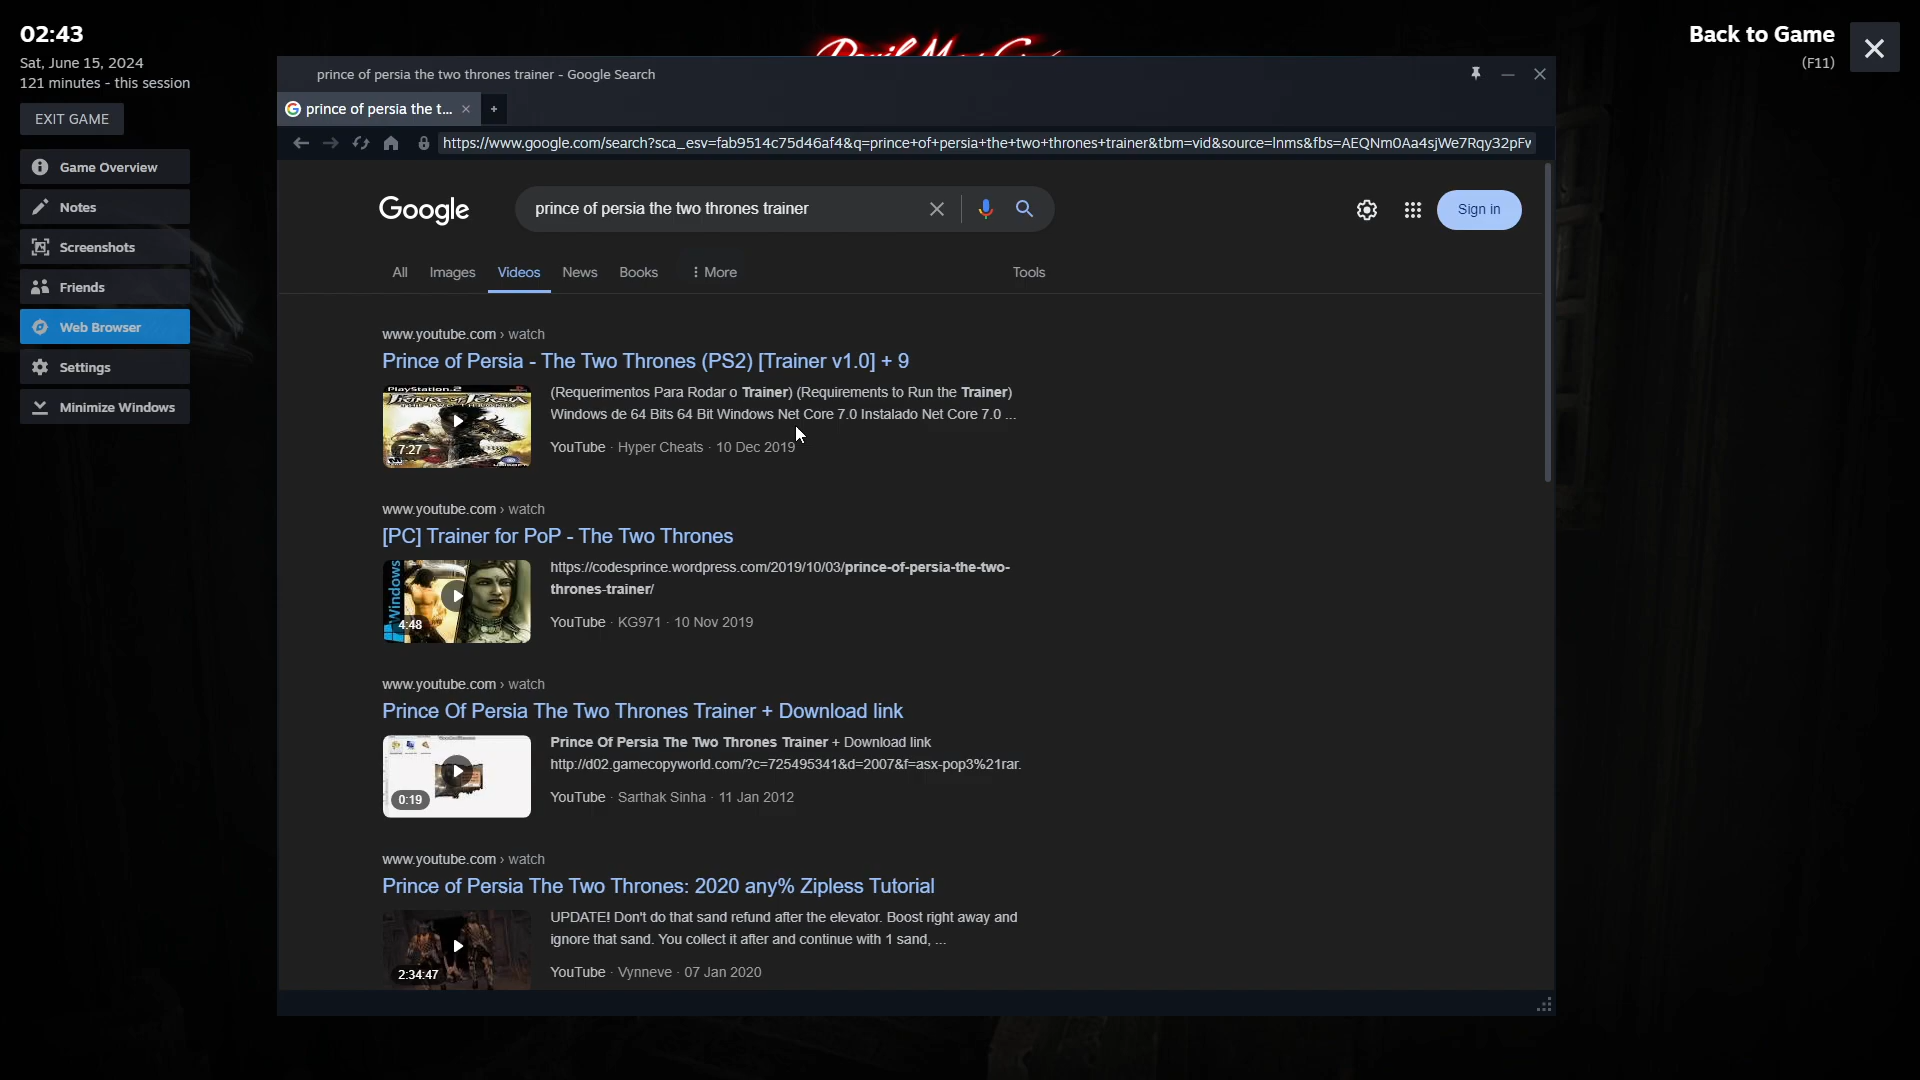 02:43
Sat, June 15, 2024
121 minutes - this session
EXIT GAME
Game Overview
Notes
Screenshots
Friends
Web Browser
Settings
Minimize Windows
Back to Game
(F11)
prince of persia the two thrones trainer - Google Search
prince of persia the t...
https://www.google.com/search?sca_esv=fab9514c75d46af4&q=prince+of+persia+the+two+thrones+trainer&tbm=vid&source=lnms&fbs=AEQNm0Aa4sjWe7Rqy32pFv
Google
prince of persia the two thrones trainer
Sign in
All Images Videos News Books More Tools
www.youtube.com › watch
Prince of Persia - The Two Thrones (PS2) [Trainer v1.0] + 9
PlayStation 2
7:27
(Requerimentos Para Rodar o Trainer) (Requirements to Run the Trainer)
Windows de 64 Bits 64 Bit Windows Net Core 7.0 Instalado Net Core 7.0 ...
YouTube · Hyper Cheats · 10 Dec 2019
www.youtube.com › watch
[PC] Trainer for PoP - The Two Thrones
Windows
4:48
https://codesprince.wordpress.com/2019/10/03/prince-of-persia-the-two-
thrones-trainer/
YouTube · KG971 · 10 Nov 2019
www.youtube.com › watch
Prince Of Persia The Two Thrones Trainer + Download link
0:19
Prince Of Persia The Two Thrones Trainer + Download link
http://d02.gamecopyworld.com/?c=725495341&d=2007&f=asx-pop3%21rar.
YouTube · Sarthak Sinha · 11 Jan 2012
www.youtube.com › watch
Prince of Persia The Two Thrones: 2020 any% Zipless Tutorial
2:34:47
UPDATE! Don't do that sand refund after the elevator. Boost right away and
ignore that sand. You collect it after and continue with 1 sand, ...
YouTube · Vynneve · 07 Jan 2020